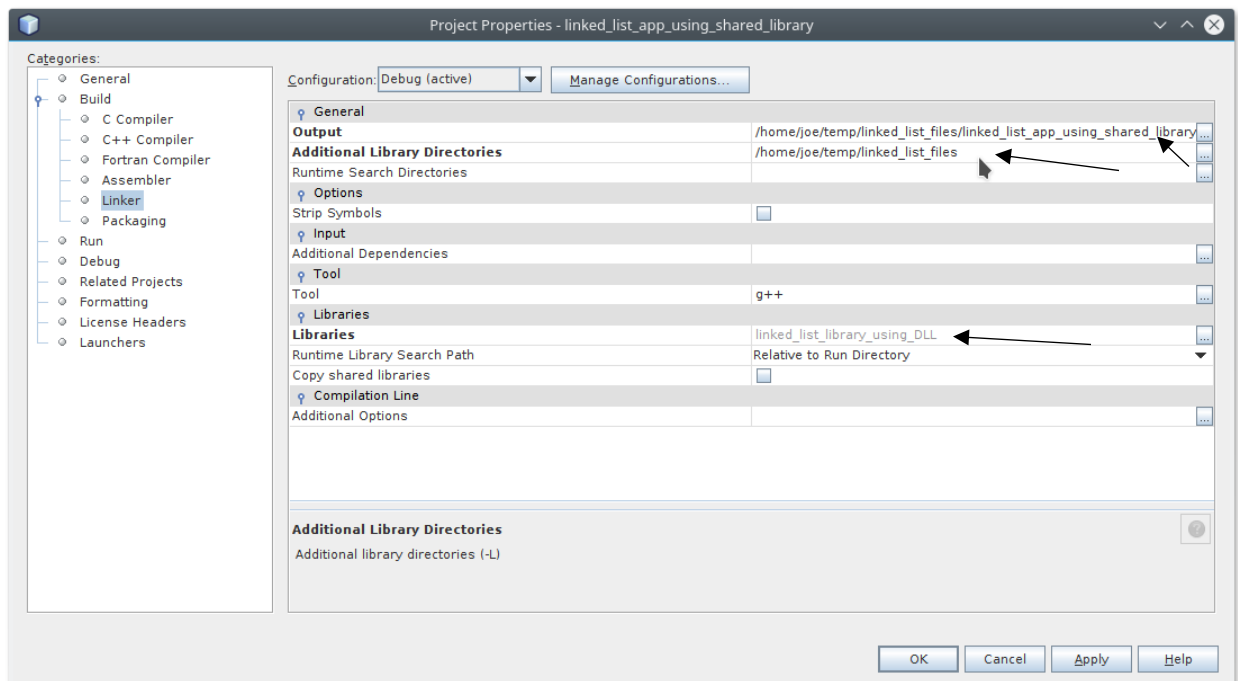 Project Properties - linked_list_app_using_shared_library
Categories:
General
Build
C Compiler
C++ Compiler
Fortran Compiler
Assembler
Linker
Packaging
Run
Debug
Related Projects
Formatting
License Headers
Launchers
Configuration: Debug (active) Manage Configurations...
General
Output /home/joe/temp/linked_list_files/linked_list_app_using_shared_library ...
Additional Library Directories /home/joe/temp/linked_list_files ...
Runtime Search Directories ...
Options
Strip Symbols
Input
Additional Dependencies ...
Tool
Tool g++ ...
Libraries
Libraries linked_list_library_using_DLL ...
Runtime Library Search Path Relative to Run Directory
Copy shared libraries
Compilation Line
Additional Options ...
Additional Library Directories
Additional library directories (-L)
?
OK Cancel Apply Help